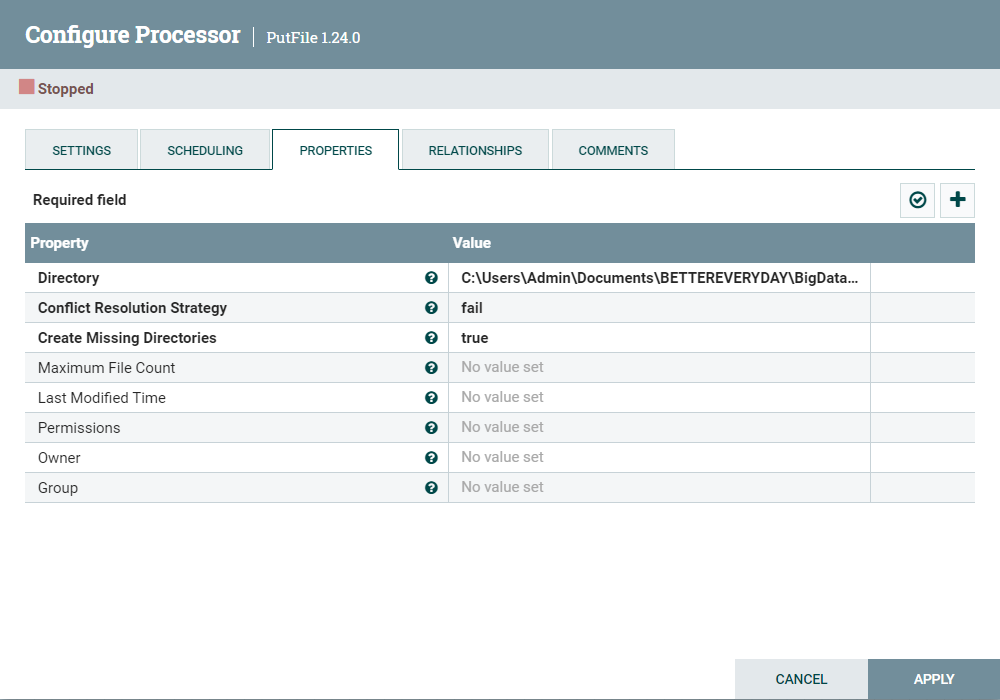 Configure Processor | PutFile 1.24.0
Stopped
SETTINGS SCHEDULING PROPERTIES RELATIONSHIPS COMMENTS
Required field
Property Value
Directory C:\Users\Admin\Documents\BETTEREVERYDAY\BigData...
Conflict Resolution Strategy fail
Create Missing Directories true
Maximum File Count No value set
Last Modified Time No value set
Permissions No value set
Owner No value set
Group No value set
CANCEL APPLY